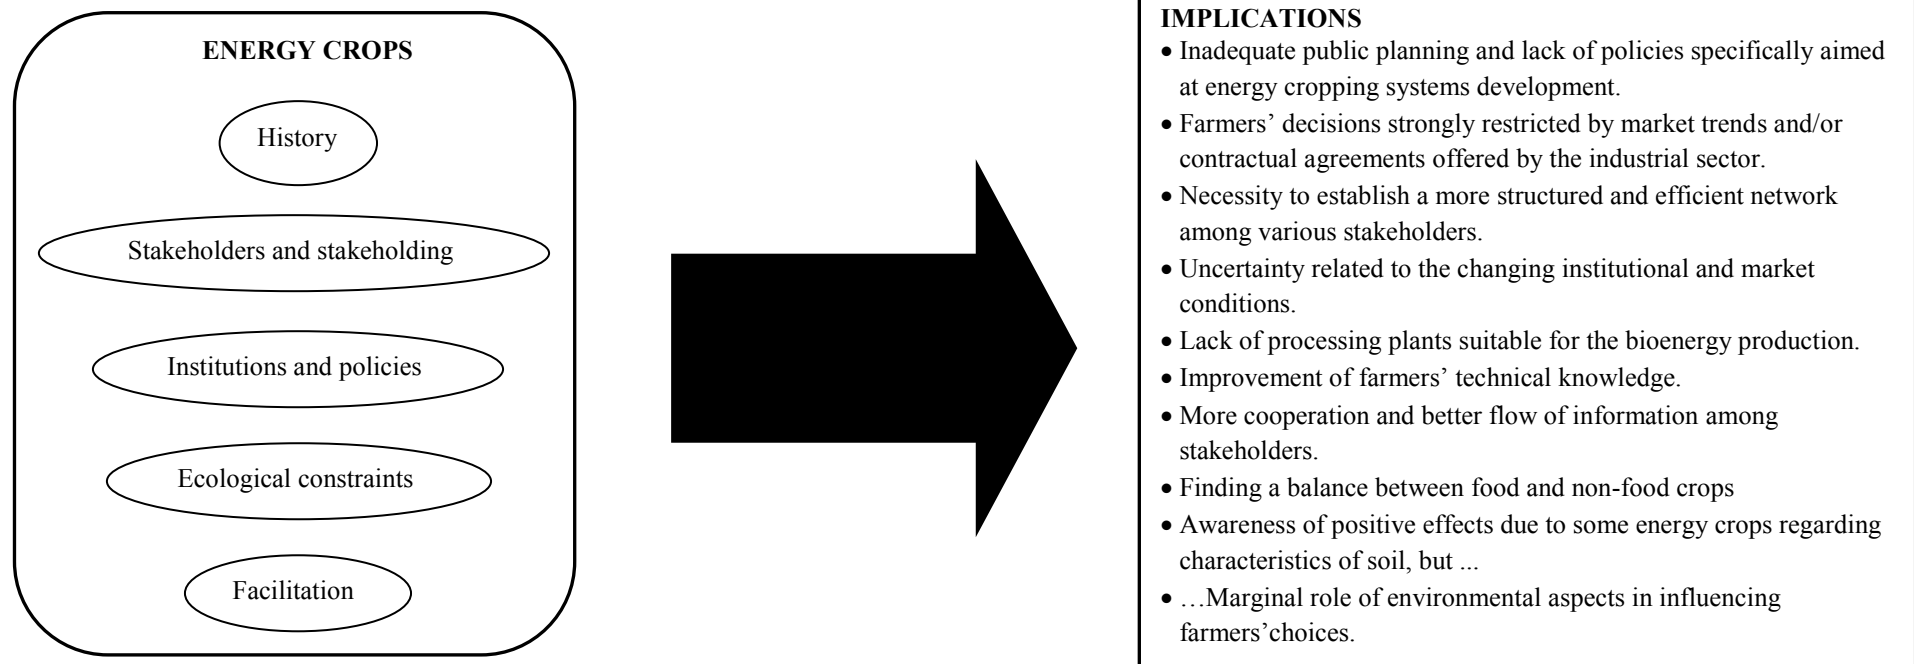 ENERGY CROPS
History
Stakeholders and stakeholding
Institutions and policies
Ecological constraints
Facilitation
IMPLICATIONS
• Inadequate public planning and lack of policies specifically aimed
at energy cropping systems development.
• Farmers’ decisions strongly restricted by market trends and/or
contractual agreements offered by the industrial sector.
• Necessity to establish a more structured and efficient network
among various stakeholders.
• Uncertainty related to the changing institutional and market
conditions.
• Lack of processing plants suitable for the bioenergy production.
• Improvement of farmers’ technical knowledge.
• More cooperation and better flow of information among
stakeholders.
• Finding a balance between food and non-food crops
• Awareness of positive effects due to some energy crops regarding
characteristics of soil, but ...
• …Marginal role of environmental aspects in influencing
farmers’choices.